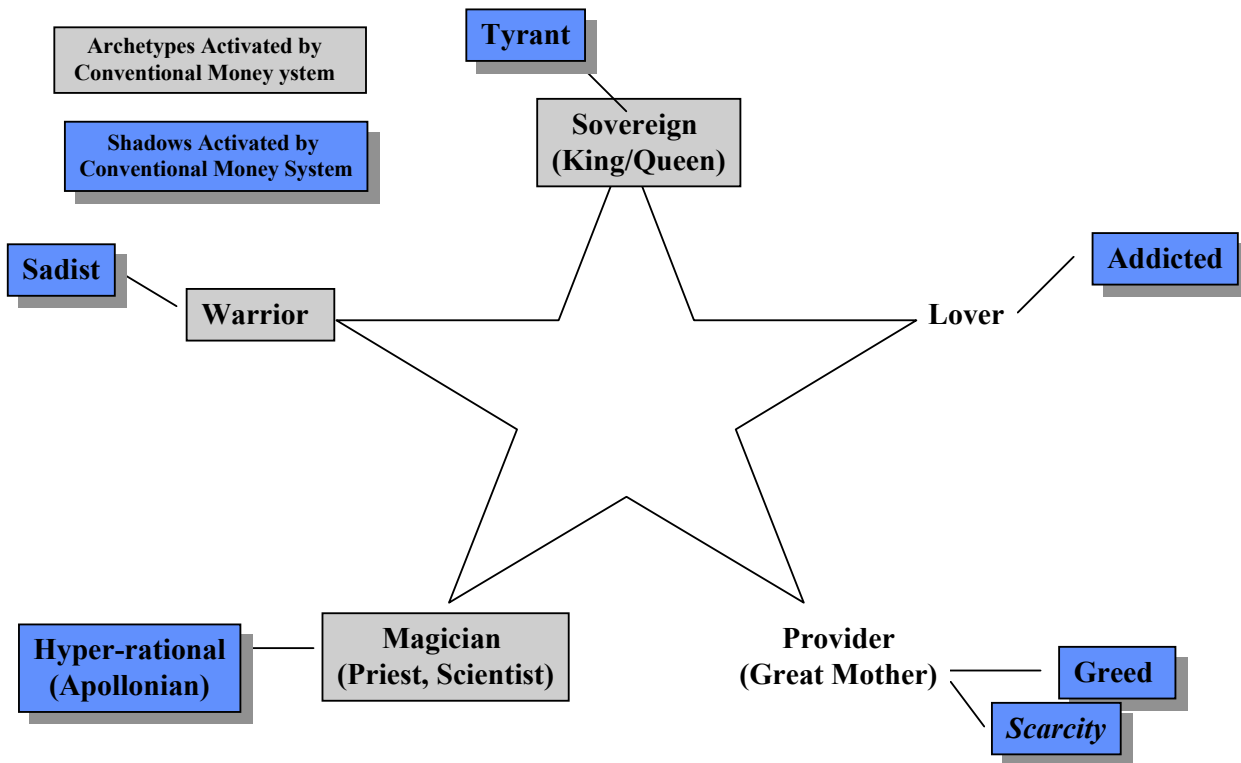 Archetypes Activated by
Conventional Money ystem
Shadows Activated by
Conventional Money System
Tyrant
Sovereign
(King/Queen)
Sadist
Warrior
Addicted
Lover
Hyper-rational
(Apollonian)
Magician
(Priest, Scientist)
Provider
(Great Mother)
Greed
Scarcity